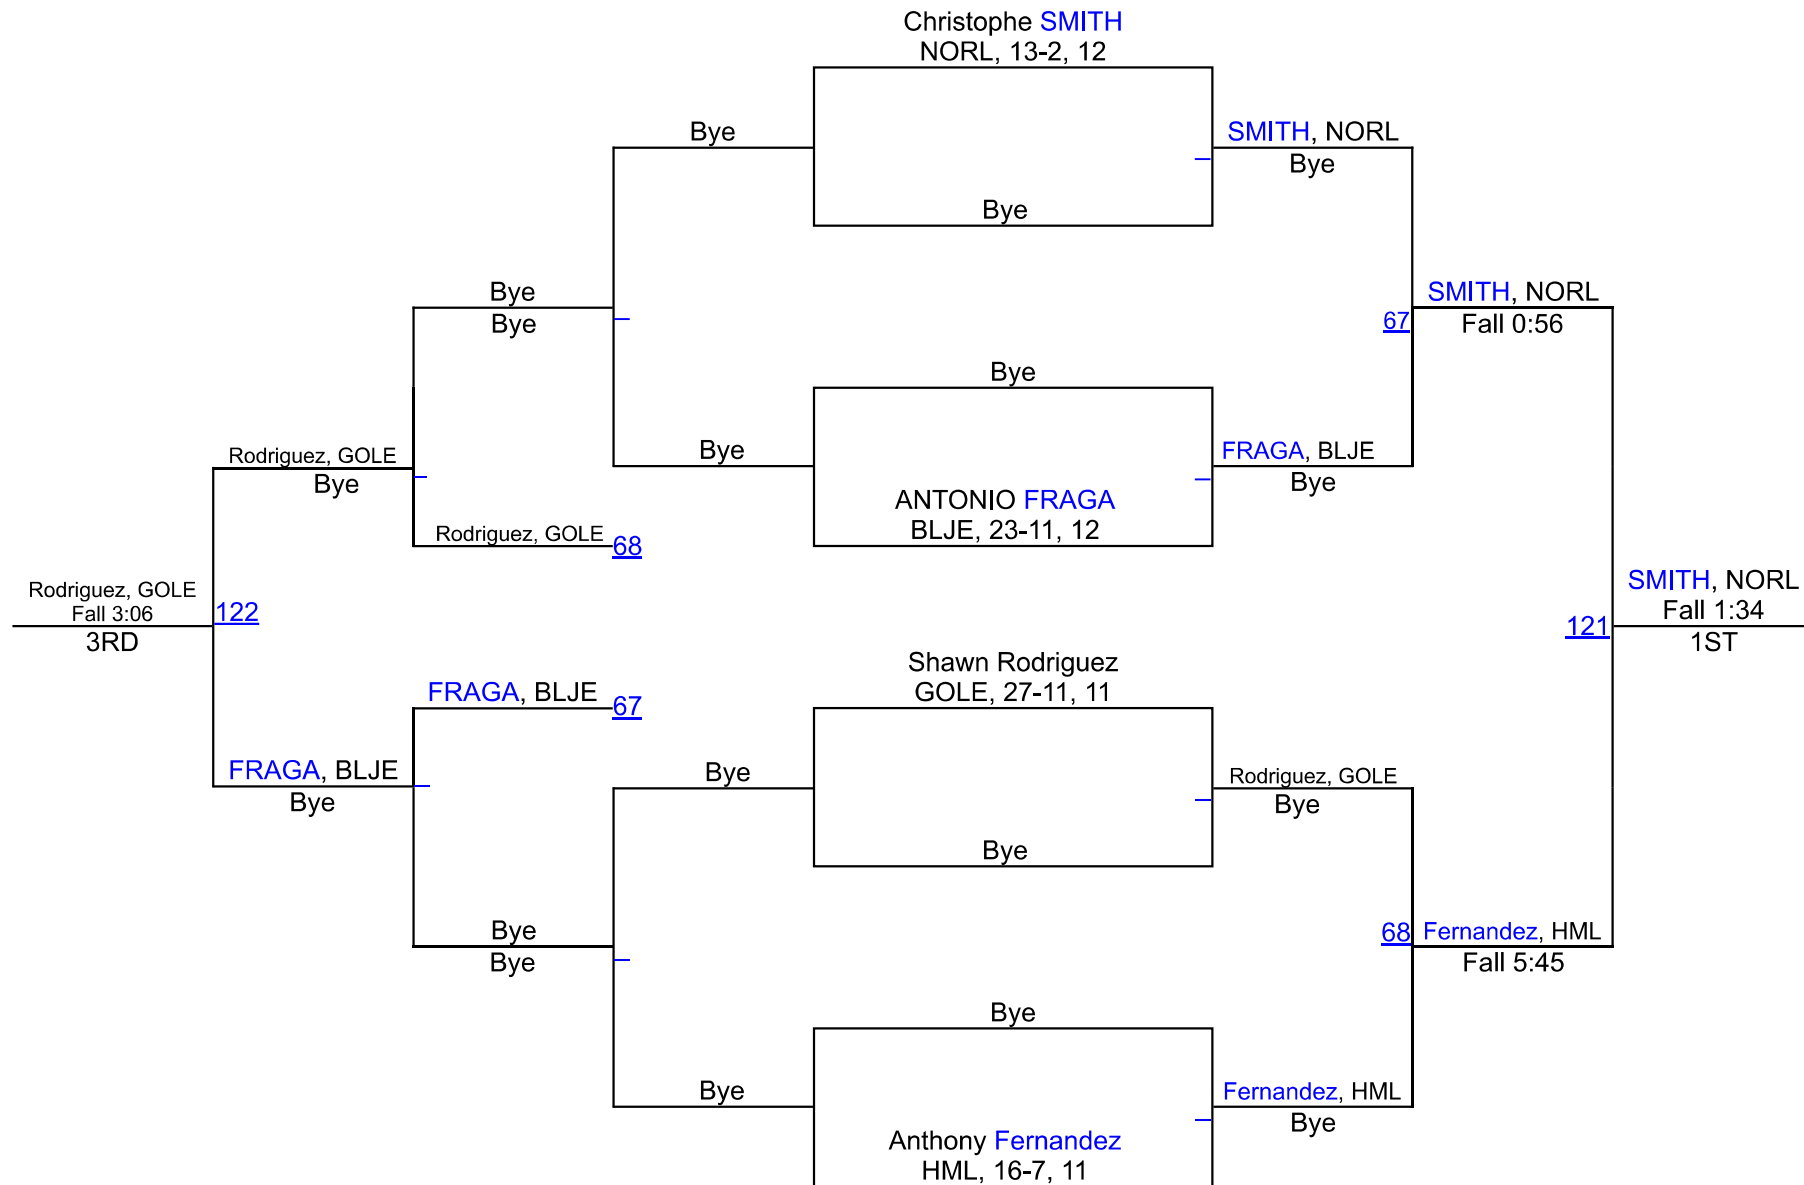 Christophe SMITH
NORL, 13-2, 12
Bye
SMITH, NORL
Bye
Bye
Bye
Bye
SMITH, NORL
67
Fall 0:56
Bye
Rodriguez, GOLE
Bye
Bye
FRAGA, BLJE
Bye
ANTONIO FRAGA
BLJE, 23-11, 12
Rodriguez, GOLE
68
Rodriguez, GOLE
Fall 3:06
122
3RD
SMITH, NORL
Fall 1:34
121
1ST
Shawn Rodriguez
GOLE, 27-11, 11
FRAGA, BLJE
67
FRAGA, BLJE
Bye
Bye
Rodriguez, GOLE
Bye
Bye
Bye
Bye
68
Fernandez, HML
Fall 5:45
Bye
Bye
Fernandez, HML
Bye
Anthony Fernandez
HML, 16-7, 11